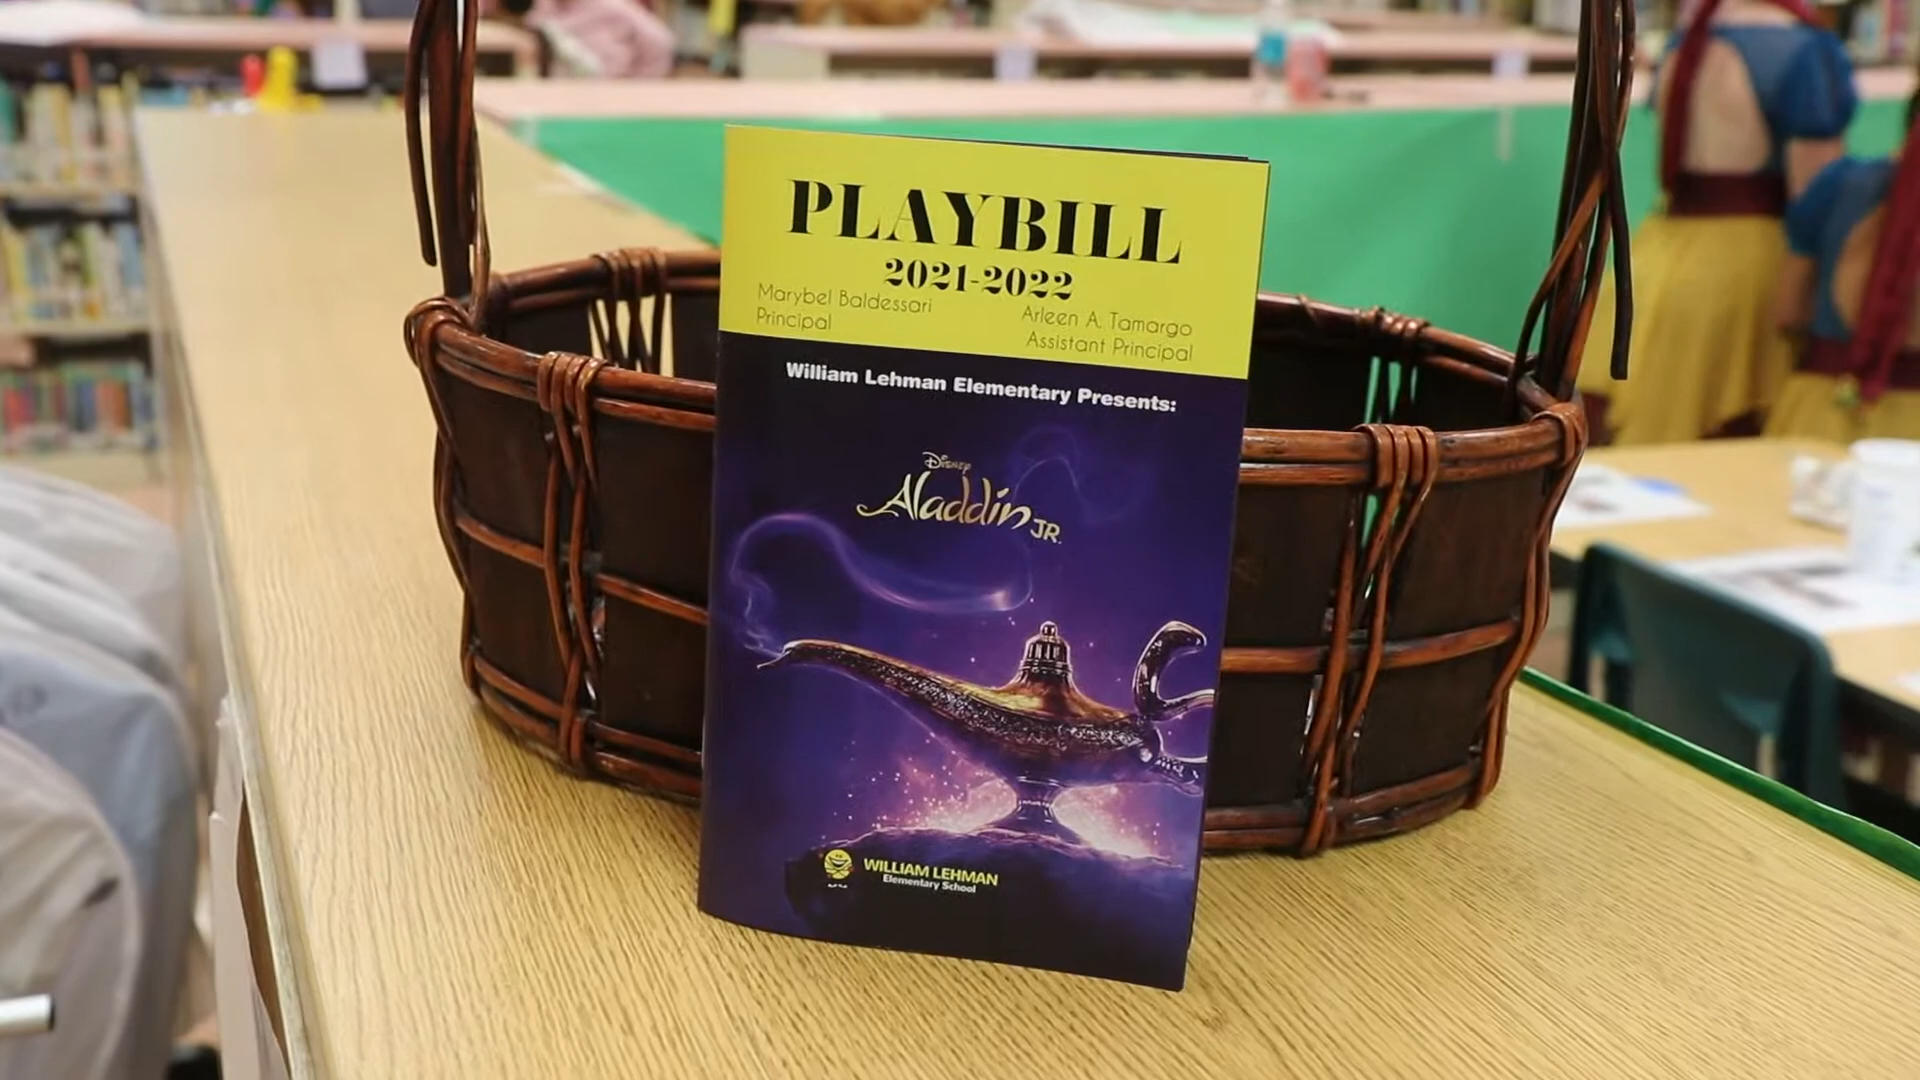 PLAYBILL
2021-2022
Marybel Baldessari
Principal
Arleen A. Tamargo
Assistant Principal
William Lehman Elementary Presents:
Disney
Aladdin JR.
WILLIAM LEHMAN
Elementary School